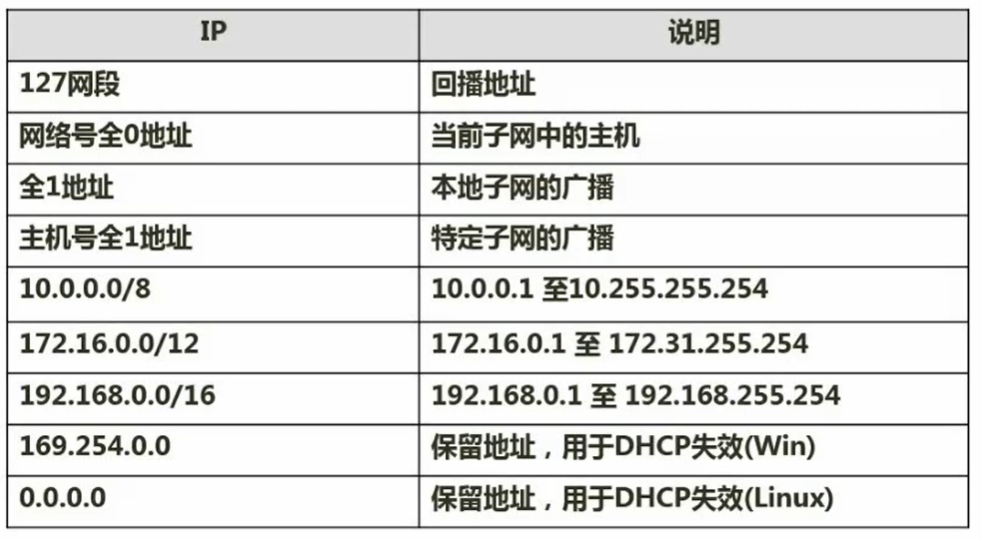 IP 说明
127网段 回播地址
网络号全0地址 当前子网中的主机
全1地址 本地子网的广播
主机号全1地址 特定子网的广播
10.0.0.0/8 10.0.0.1 至10.255.255.254
172.16.0.0/12 172.16.0.1 至 172.31.255.254
192.168.0.0/16 192.168.0.1 至 192.168.255.254
169.254.0.0 保留地址，用于DHCP失效(Win)
0.0.0.0 保留地址，用于DHCP失效(Linux)